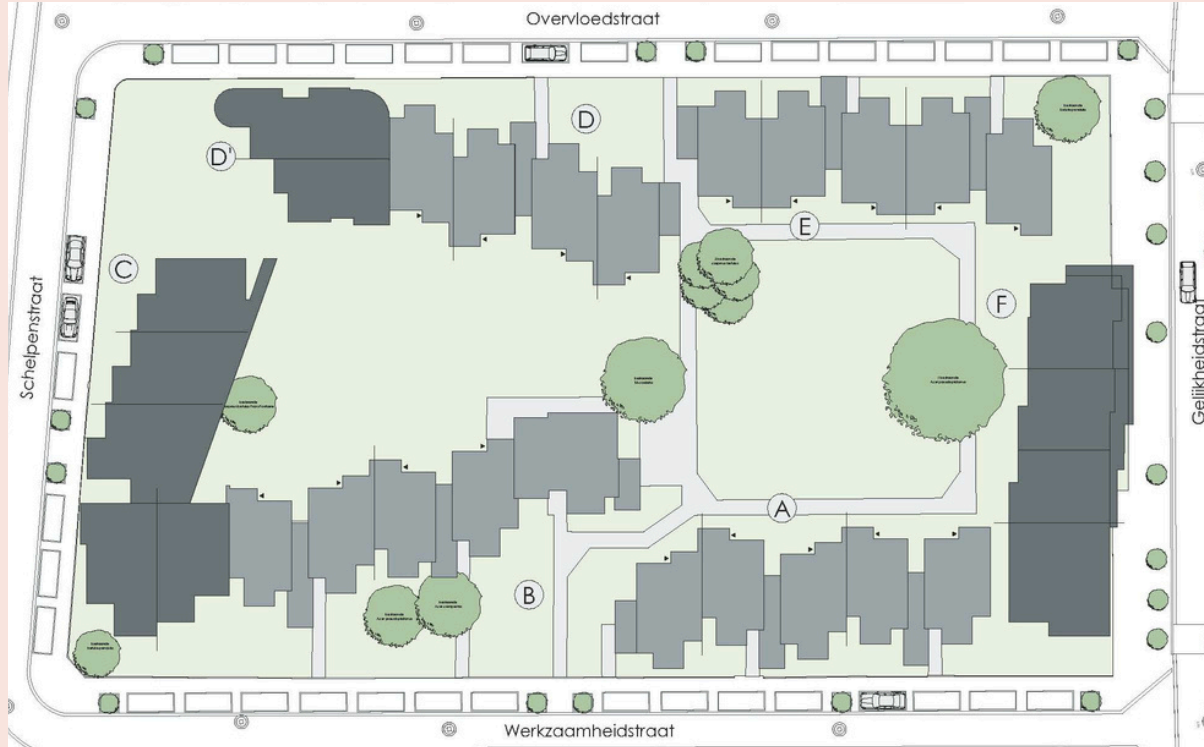 Overvloedstraat
D
D'
E
C
F
Schelpenstraat
Gelijkheidstraat
A
B
Werkzaamheidstraat